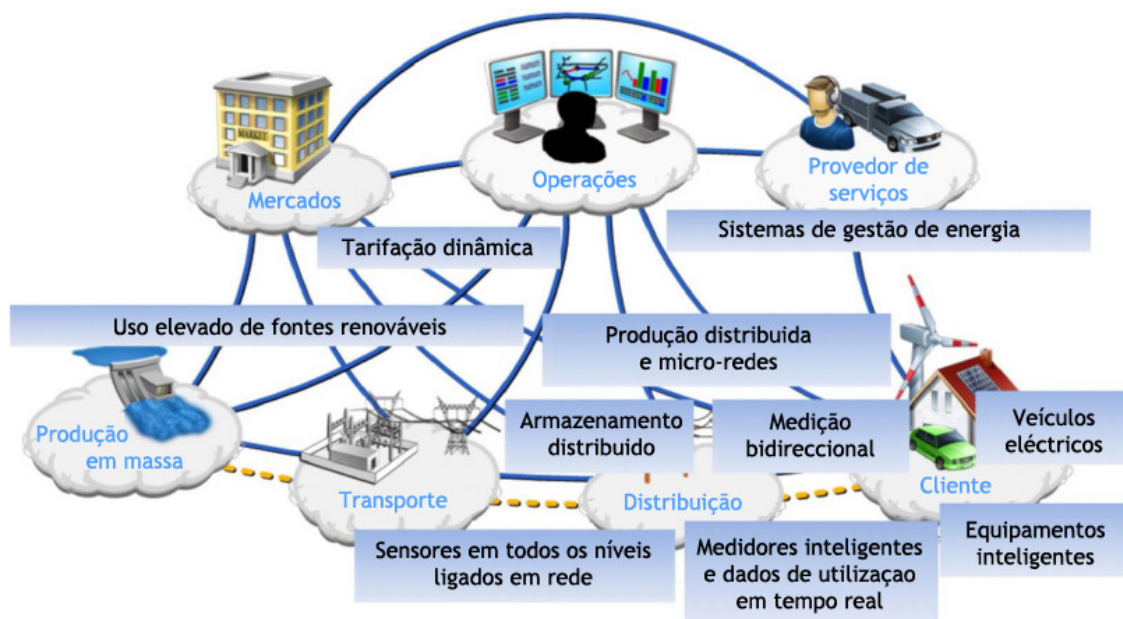 MARKET
Mercados
Operações
Provedor de
serviços
Sistemas de gestão de energia
Tarifação dinâmica
Uso elevado de fontes renováveis
Produção distribuida
e micro-redes
Armazenamento
distribuido
Medição
bidireccional
Veículos
eléctricos
Produção
em massa
Transporte
Distribuição
Cliente
Sensores em todos os níveis
ligados em rede
Medidores inteligentes
e dados de utilizaçao
em tempo real
Equipamentos
inteligentes